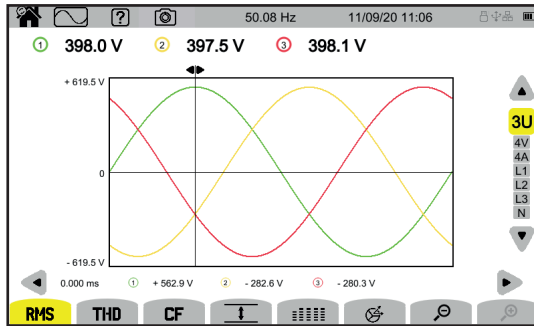 ? 50.08 Hz 11/09/20 11:06
1 398.0 V 2 397.5 V 3 398.1 V
+ 619.5 V
0
- 619.5 V
3U
4V
4A
L1
L2
L3
N
0.000 ms 1 + 562.9 V 2 - 282.6 V 3 - 280.3 V
RMS THD CF